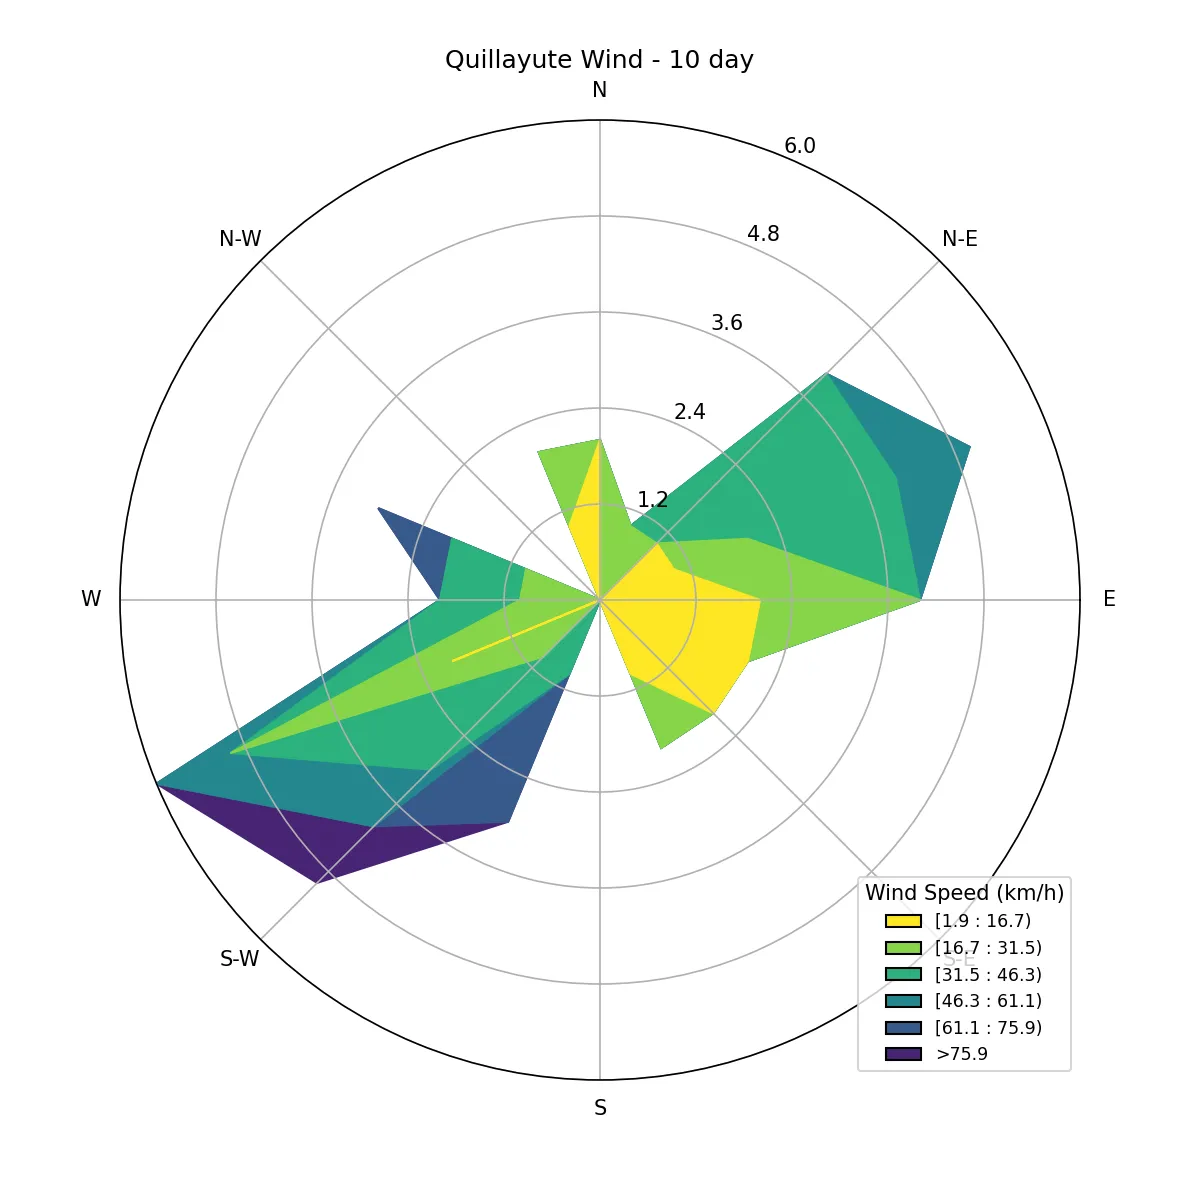 Quillayute Wind - 10 day
N
6.0
N-W
4.8
N-E
3.6
2.4
1.2
W
E
S-W
S-E
S
Wind Speed (km/h)
[1.9 : 16.7)
[16.7 : 31.5)
[31.5 : 46.3)
[46.3 : 61.1)
[61.1 : 75.9)
>75.9